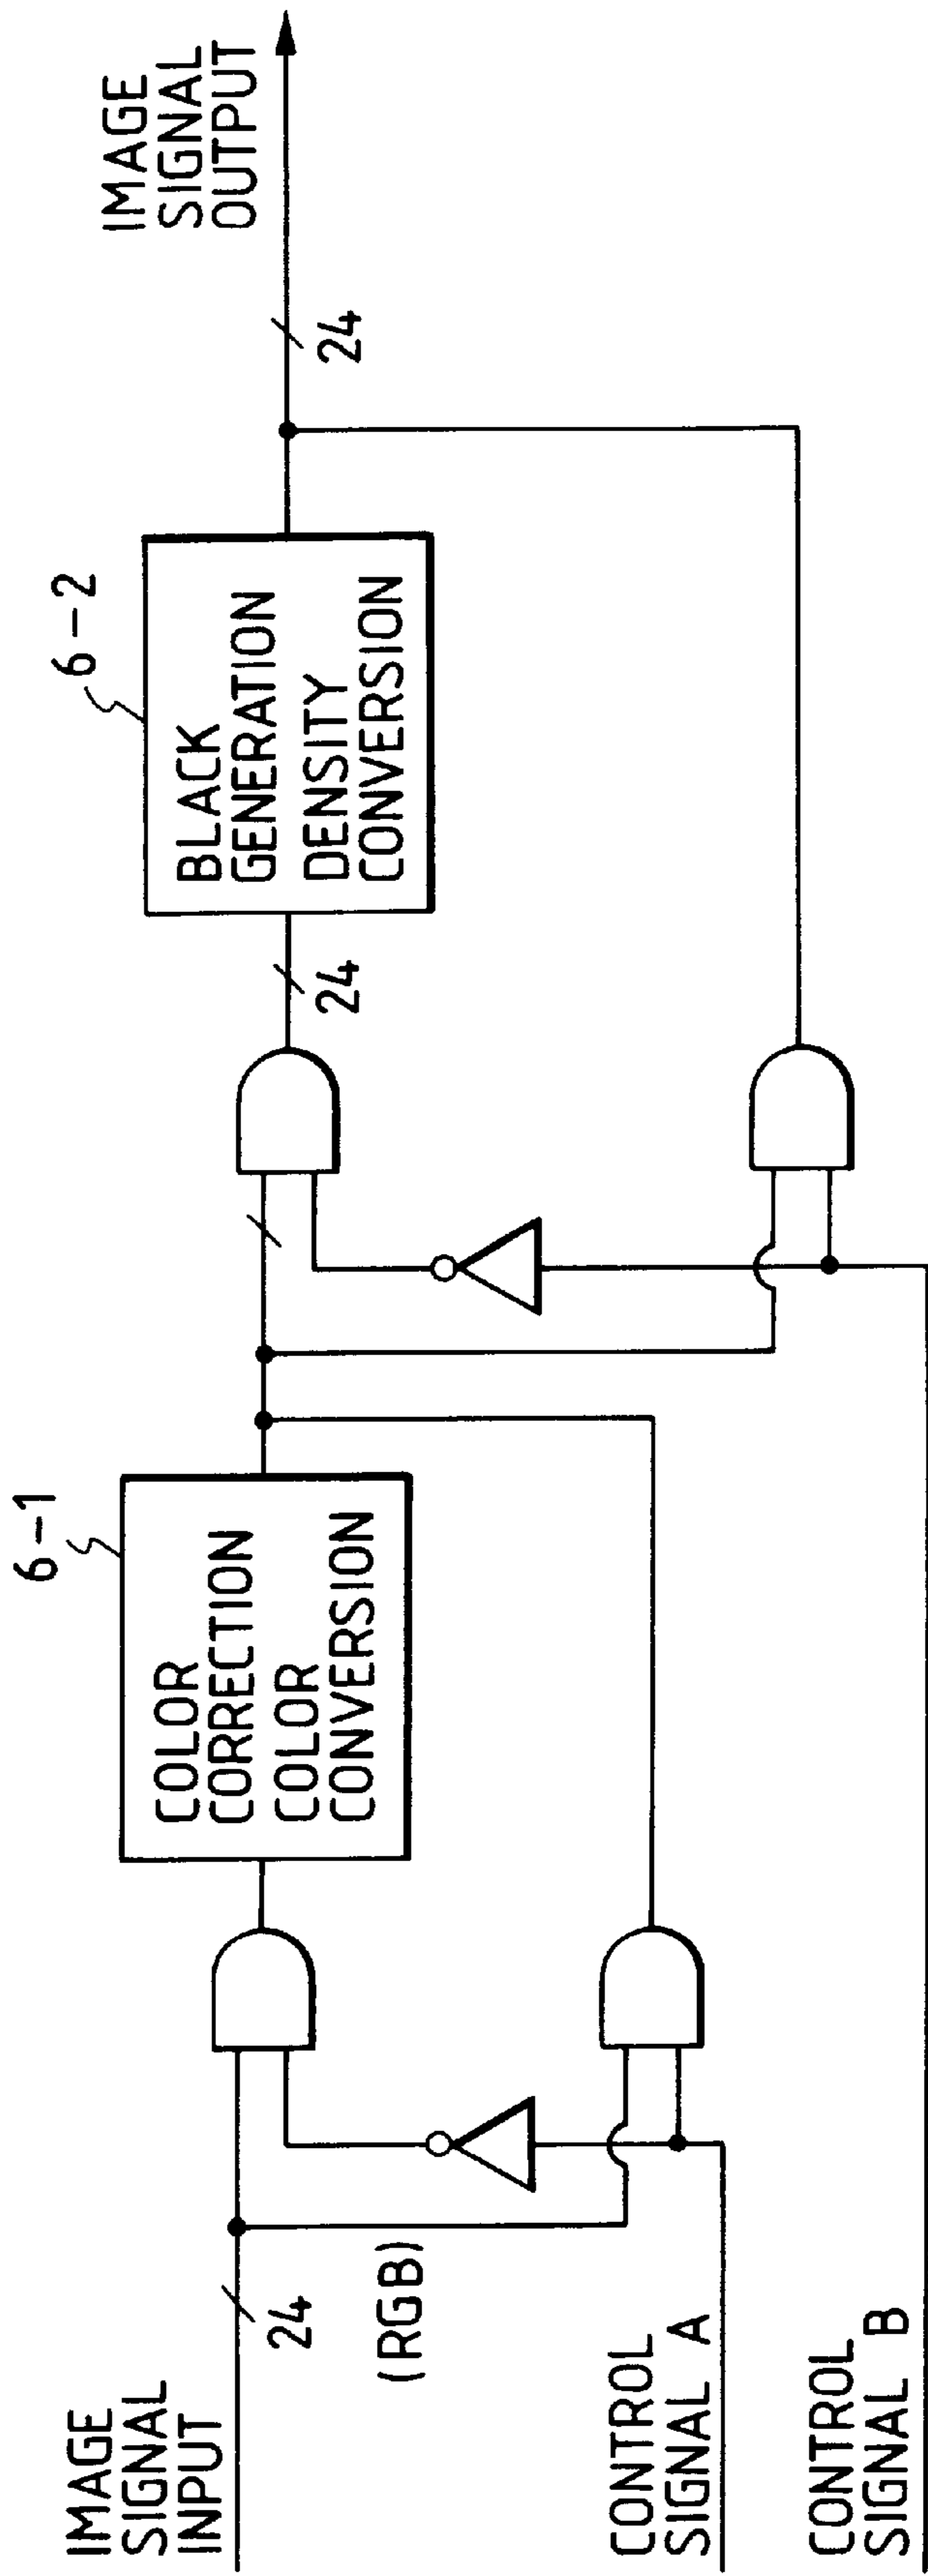 IMAGE
SIGNAL
INPUT
24
(RGB)
CONTROL
SIGNAL A
CONTROL
SIGNAL B
6-1
COLOR
CORRECTION
COLOR
CONVERSION
24
6-2
BLACK
GENERATION
DENSITY
CONVERSION
24
IMAGE
SIGNAL
OUTPUT